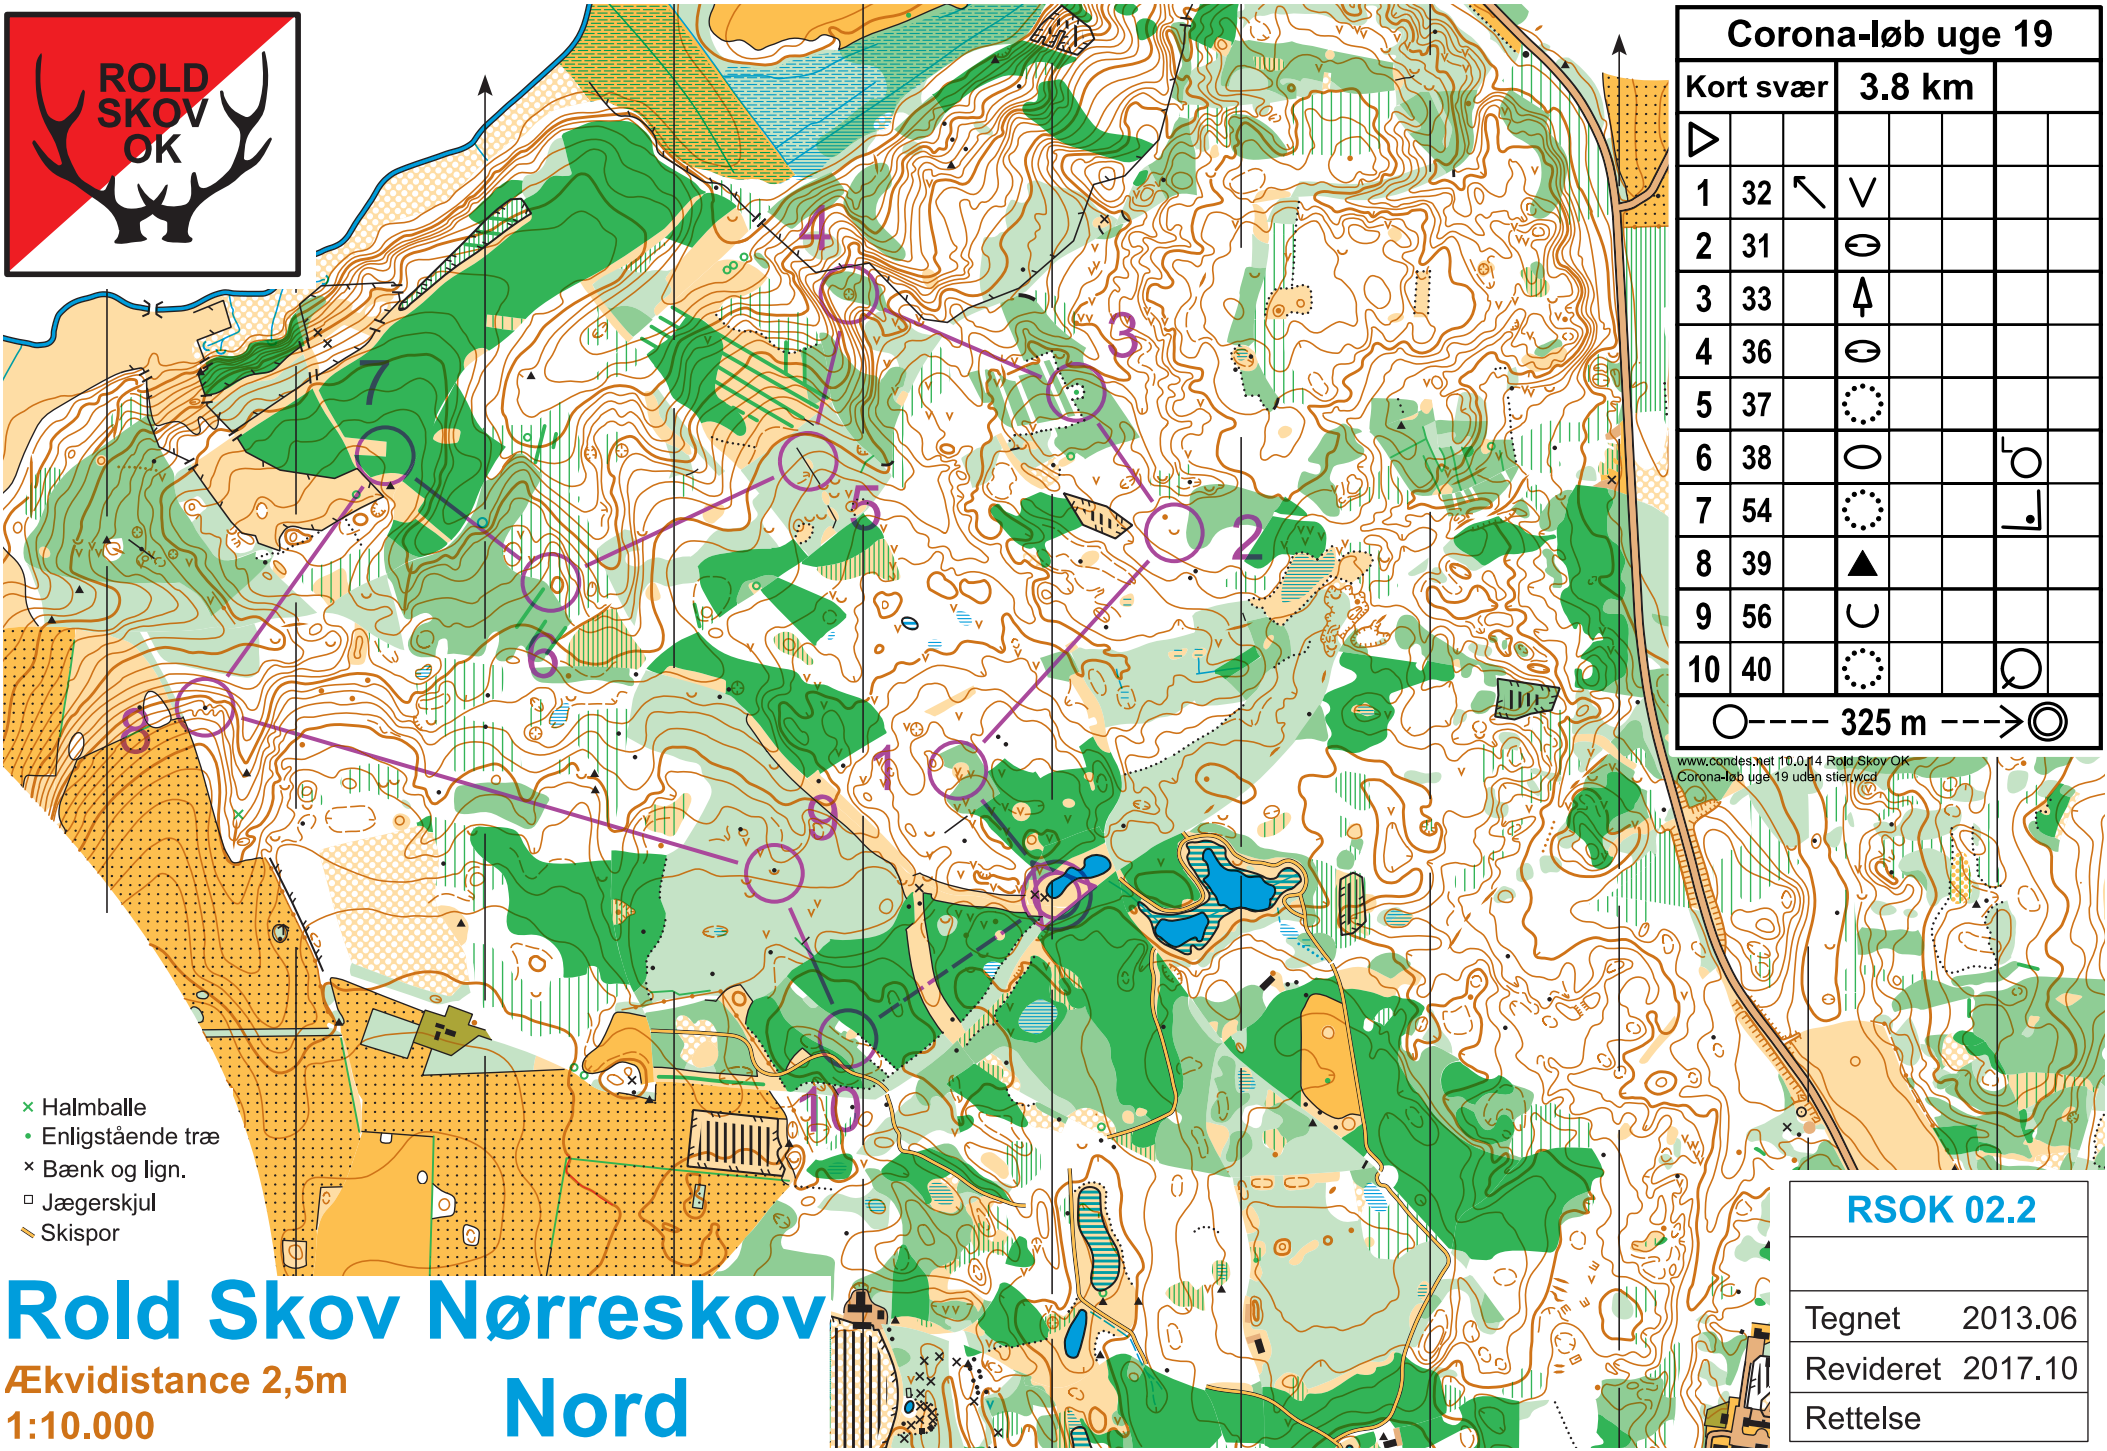 ROLD
SKOV
OK
Corona-løb uge 19
Kort svær 3.8 km
1 32
2 31
3 33
4 36
5 37
6 38
7 54
8 39
9 56
10 40
325 m
www.condes.net 10.0.14 Rold Skov OK
Corona-løb uge 19 uden stier.wcd
4
3
7
5
2
6
8
1
9
10
× Halmballe
Enligstående træ
× Bænk og lign.
Jægerskjul
Skispor
Rold Skov Nørreskov
Nord
Ækvidistance 2,5m
1:10.000
RSOK 02.2
Tegnet 2013.06
Revideret 2017.10
Rettelse